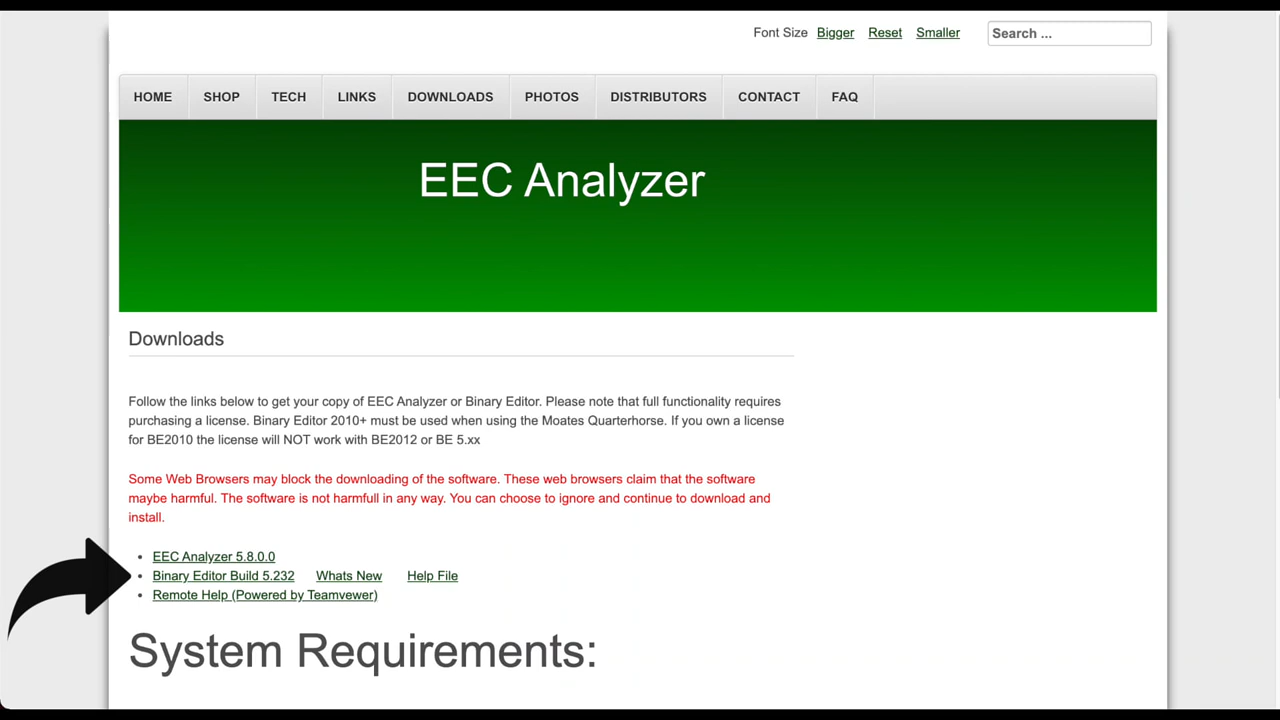 Font Size Bigger Reset Smaller Search ...
HOME SHOP TECH LINKS DOWNLOADS PHOTOS DISTRIBUTORS CONTACT FAQ
EEC Analyzer
Downloads
Follow the links below to get your copy of EEC Analyzer or Binary Editor. Please note that full functionality requires
purchasing a license. Binary Editor 2010+ must be used when using the Moates Quarterhorse. If you own a license
for BE2010 the license will NOT work with BE2012 or BE 5.xx
Some Web Browsers may block the downloading of the software. These web browsers claim that the software
maybe harmful. The software is not harmfull in any way. You can choose to ignore and continue to download and
install.
EEC Analyzer 5.8.0.0
Binary Editor Build 5.232 Whats New Help File
Remote Help (Powered by Teamvewer)
System Requirements: